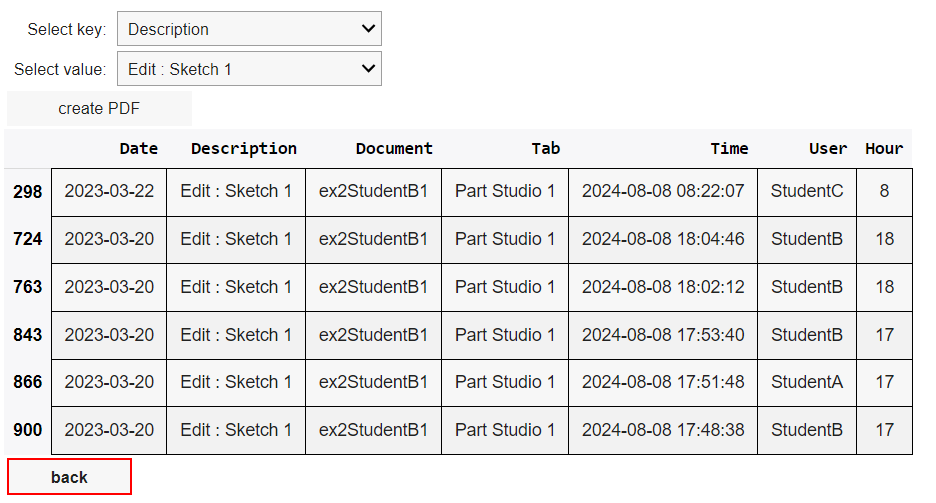 Select key: Description
Select value: Edit : Sketch 1
create PDF
Date Description Document Tab Time User Hour
298 2023-03-22 Edit : Sketch 1 ex2StudentB1 Part Studio 1 2024-08-08 08:22:07 StudentC 8
724 2023-03-20 Edit : Sketch 1 ex2StudentB1 Part Studio 1 2024-08-08 18:04:46 StudentB 18
763 2023-03-20 Edit : Sketch 1 ex2StudentB1 Part Studio 1 2024-08-08 18:02:12 StudentB 18
843 2023-03-20 Edit : Sketch 1 ex2StudentB1 Part Studio 1 2024-08-08 17:53:40 StudentB 17
866 2023-03-20 Edit : Sketch 1 ex2StudentB1 Part Studio 1 2024-08-08 17:51:48 StudentA 17
900 2023-03-20 Edit : Sketch 1 ex2StudentB1 Part Studio 1 2024-08-08 17:48:38 StudentB 17
back